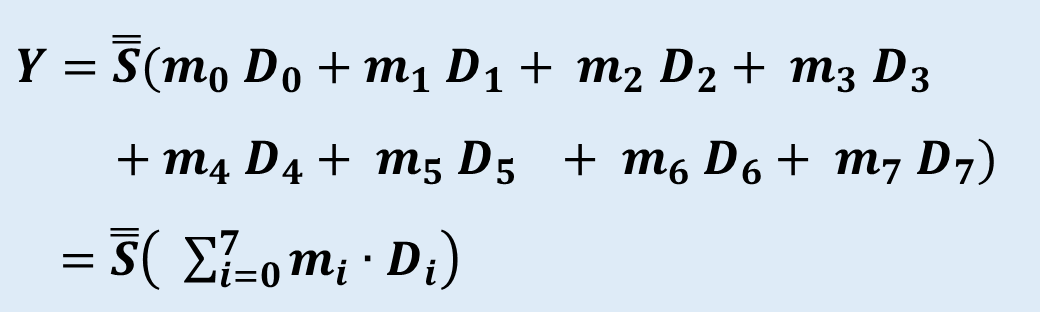 Y = S̿(m₀ D₀ + m₁ D₁ + m₂ D₂ + m₃ D₃
+ m₄ D₄ + m₅ D₅ + m₆ D₆ + m₇ D₇)
= S̿( ∑⁷ᵢ₌₀ mᵢ · Dᵢ)